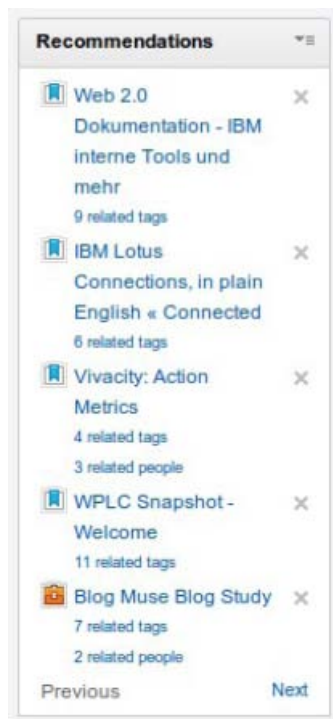 Recommendations
Web 2.0
Dokumentation - IBM
interne Tools und
mehr
9 related tags
IBM Lotus
Connections, in plain
English « Connected
6 related tags
Vivacity: Action
Metrics
4 related tags
3 related people
WPLC Snapshot -
Welcome
11 related tags
Blog Muse Blog Study
7 related tags
2 related people
Previous Next